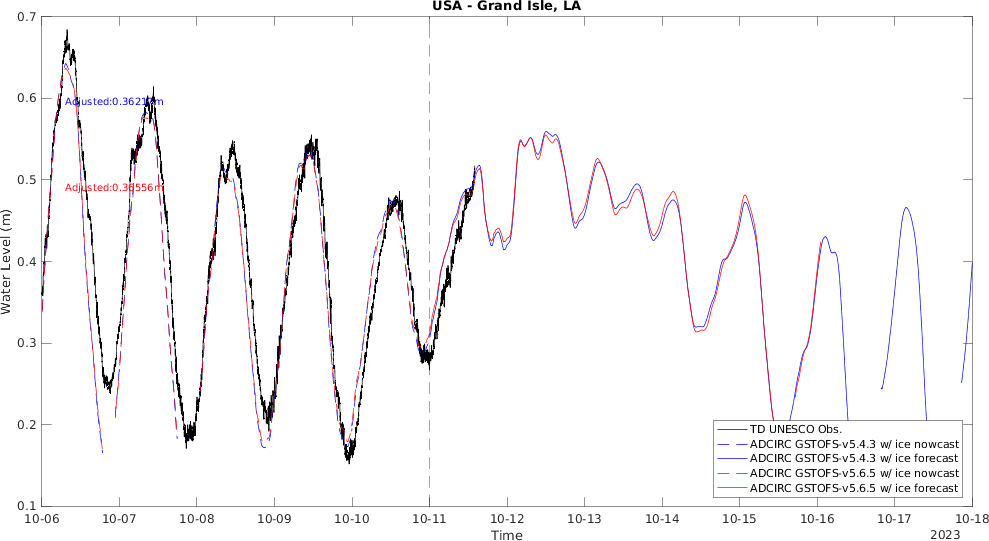 USA - Grand Isle, LA
0.7
0.6
0.5
0.4
0.3
0.2
0.1
Water Level (m)
Adjusted:0.36556m
TD UNESCO Obs.
ADCIRC GSTOFS-v5.4.3 w/ ice nowcast
ADCIRC GSTOFS-v5.4.3 w/ ice forecast
ADCIRC GSTOFS-v5.6.5 w/ ice nowcast
ADCIRC GSTOFS-v5.6.5 w/ ice forecast
10-06 10-07 10-08 10-09 10-10 10-11 10-12 10-13 10-14 10-15 10-16 10-17 10-18
Time
2023